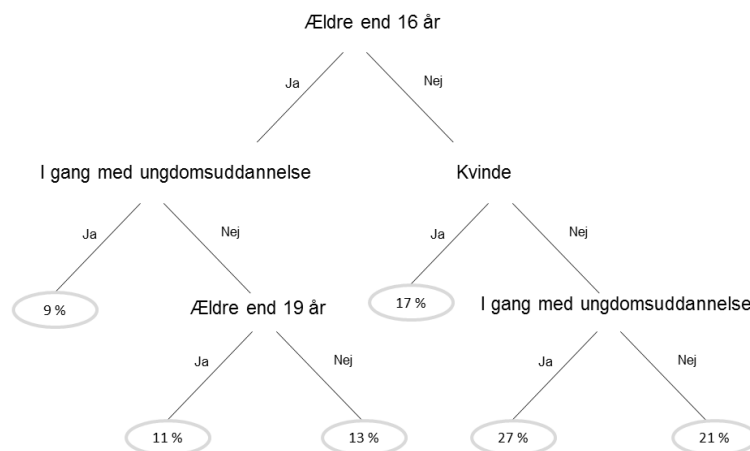 Ældre end 16 år
Ja
Nej
I gang med ungdomsuddannelse
Kvinde
Ja
Nej
Ja
Nej
9 %
Ældre end 19 år
17 %
I gang med ungdomsuddannelse
Ja
Nej
Ja
Nej
11 %
13 %
27 %
21 %